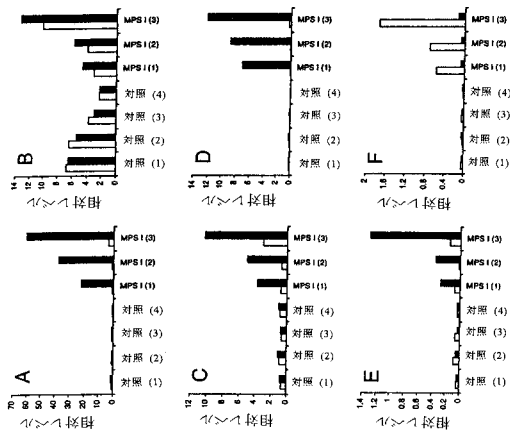 A
相対レベル
70
60
50
40
30
20
10
0
対照 (1)
対照 (2)
対照 (3)
対照 (4)
MPS I (1)
MPS I (2)
MPS I (3)
B
相対レベル
14
12
10
8
6
4
2
0
対照 (1)
対照 (2)
対照 (3)
対照 (4)
MPS I (1)
MPS I (2)
MPS I (3)
C
相対レベル
12
10
8
6
4
2
0
対照 (1)
対照 (2)
対照 (3)
対照 (4)
MPS I (1)
MPS I (2)
MPS I (3)
D
相対レベル
14
12
10
8
6
4
2
0
対照 (1)
対照 (2)
対照 (3)
対照 (4)
MPS I (1)
MPS I (2)
MPS I (3)
E
相対レベル
1.4
1.2
1
0.8
0.6
0.4
0.2
0
対照 (1)
対照 (2)
対照 (3)
対照 (4)
MPS I (1)
MPS I (2)
MPS I (3)
F
相対レベル
2
1.6
1.2
0.8
0.4
0
対照 (1)
対照 (2)
対照 (3)
対照 (4)
MPS I (1)
MPS I (2)
MPS I (3)